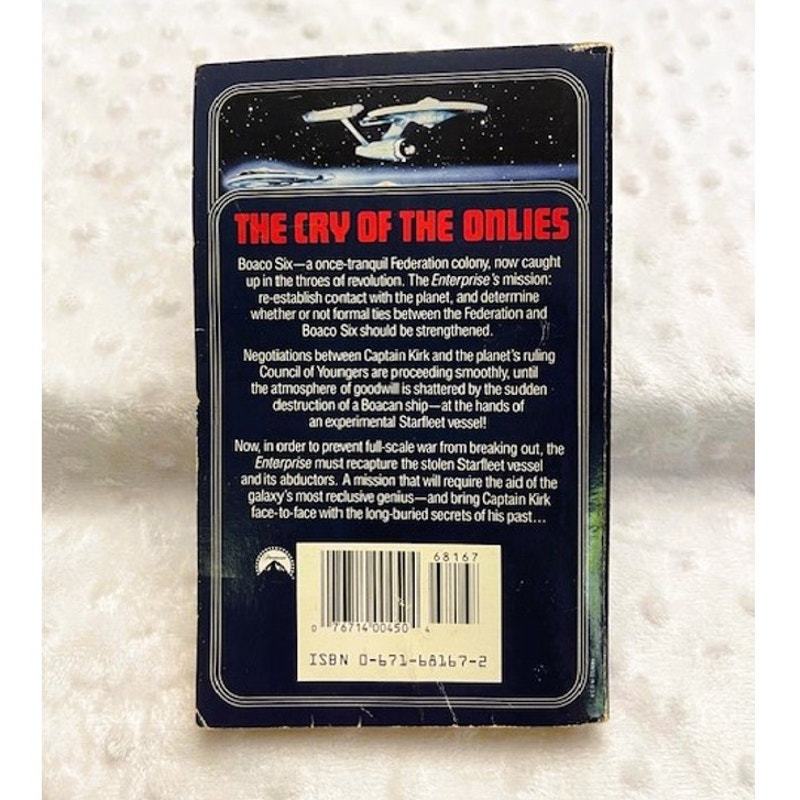 THE CRY OF THE ONLIES
Boaco Six—a once-tranquil Federation colony, now caught
up in the throes of revolution. The Enterprise's mission:
re-establish contact with the planet, and determine
whether or not formal ties between the Federation and
Boaco Six should be strengthened.
Negotiations between Captain Kirk and the planet's ruling
Council of Youngers are proceeding smoothly, until
the atmosphere of goodwill is shattered by the sudden
destruction of a Boacan ship—at the hands of
an experimental Starfleet vessel!
Now, in order to prevent full-scale war from breaking out, the
Enterprise must recapture the stolen Starfleet vessel
and its abductors. A mission that will require the aid of the
galaxy's most reclusive genius—and bring Captain Kirk
face-to-face with the long-buried secrets of his past...
Paramount
68167
0 76714 00450 4
ISBN 0-671-68167-2